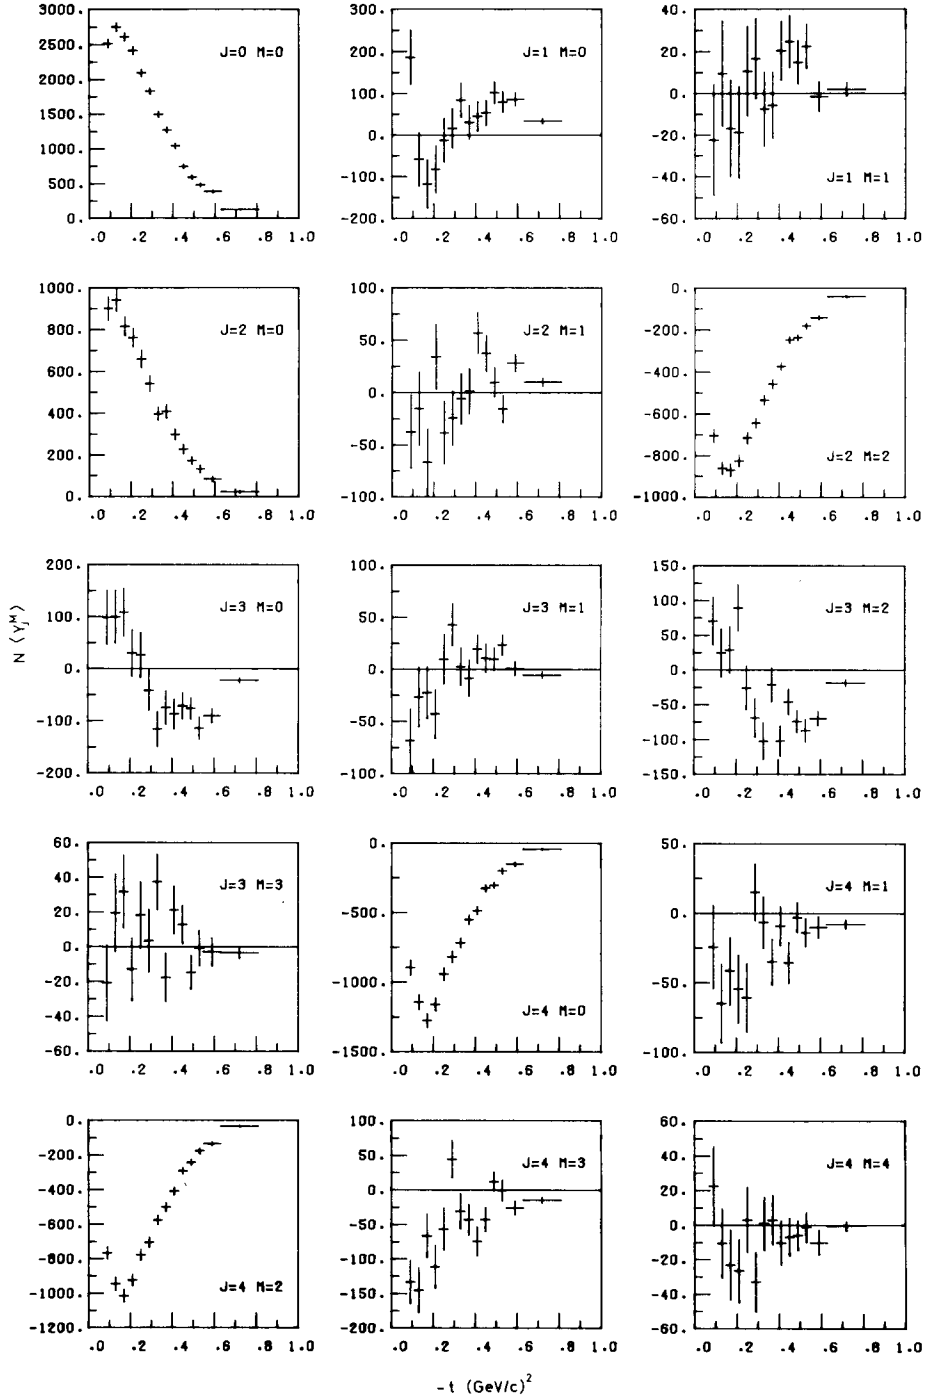 3000.
2500.
2000.
1500.
1000.
500.
0.
J=0 M=0
.0 .2 .4 .6 .8 1.0
300.
200.
100.
0.
-100.
-200.
J=1 M=0
.0 .2 .4 .6 .8 1.0
40.
20.
0.
-20.
-40.
-60.
J=1 M=1
.0 .2 .4 .6 .8 1.0
1000.
800.
600.
400.
200.
0.
J=2 M=0
.0 .2 .4 .6 .8 1.0
100.
50.
0.
-50.
-100.
J=2 M=1
.0 .2 .4 .6 .8 1.0
0.
-200.
-400.
-600.
-800.
-1000.
J=2 M=2
.0 .2 .4 .6 .8 1.0
N ⟨Y_J^M⟩
200.
100.
0.
-100.
-200.
J=3 M=0
.0 .2 .4 .6 .8 1.0
100.
50.
0.
-50.
-100.
J=3 M=1
.0 .2 .4 .6 .8 1.0
150.
100.
50.
0.
-50.
-100.
-150.
J=3 M=2
.0 .2 .4 .6 .8 1.0
60.
40.
20.
0.
-20.
-40.
-60.
J=3 M=3
.0 .2 .4 .6 .8 1.0
0.
-500.
-1000.
-1500.
J=4 M=0
.0 .2 .4 .6 .8 1.0
50.
0.
-50.
-100.
J=4 M=1
.0 .2 .4 .6 .8 1.0
0.
-200.
-400.
-600.
-800.
-1000.
-1200.
J=4 M=2
.0 .2 .4 .6 .8 1.0
100.
50.
0.
-50.
-100.
-150.
-200.
J=4 M=3
.0 .2 .4 .6 .8 1.0
60.
40.
20.
0.
-20.
-40.
-60.
J=4 M=4
.0 .2 .4 .6 .8 1.0
-t (GeV/c)²